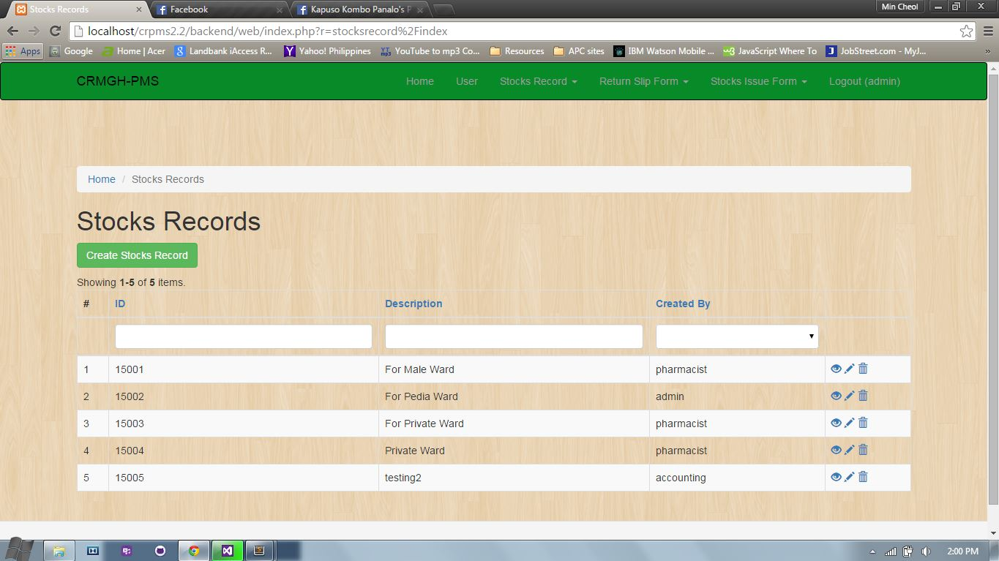 Stocks Records
Facebook
Kapuso Kombo Panalo's P
Min Cheol
localhost/crpms2.2/backend/web/index.php?r=stocksrecord%2Findex
Apps Google Home | Acer Landbank iAccess R... Yahoo! Philippines YouTube to mp3 Co... Resources APC sites IBM Watson Mobile ... JavaScript Where To JobStreet.com - MyJ... »
CRMGH-PMS Home User Stocks Record Return Slip Form Stocks Issue Form Logout (admin)
Home / Stocks Records
Stocks Records
Create Stocks Record
Showing 1-5 of 5 items.
# ID Description Created By
1 15001 For Male Ward pharmacist
2 15002 For Pedia Ward admin
3 15003 For Private Ward pharmacist
4 15004 Private Ward pharmacist
5 15005 testing2 accounting
2:00 PM